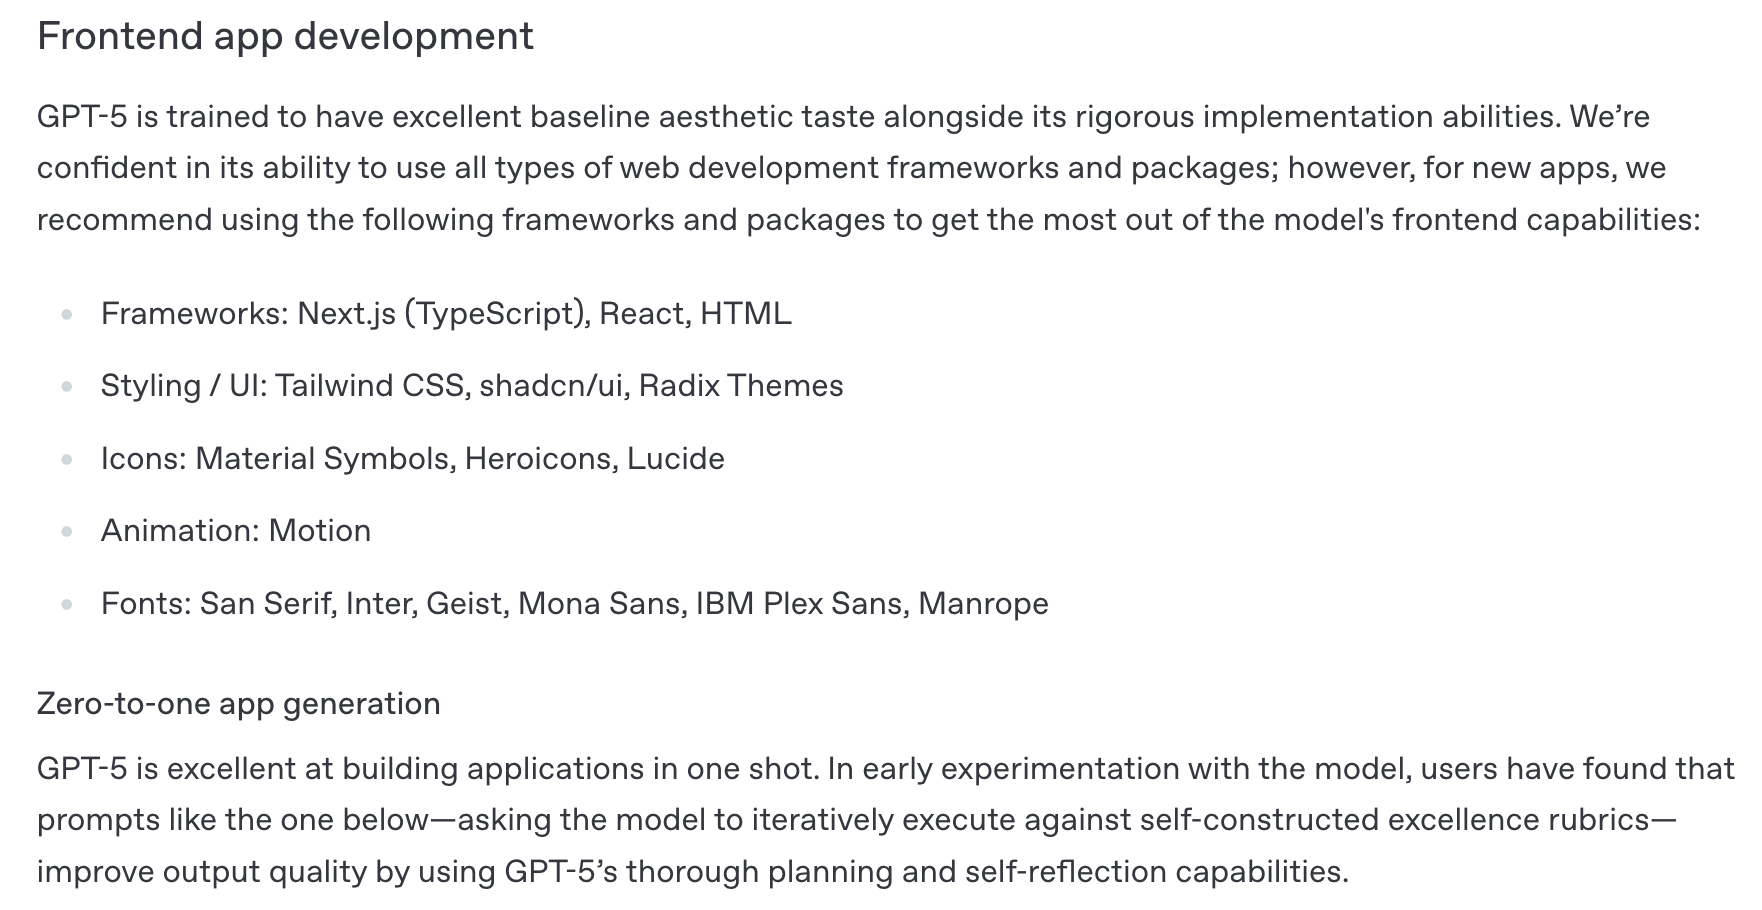 Frontend app development
GPT-5 is trained to have excellent baseline aesthetic taste alongside its rigorous implementation abilities. We’re
confident in its ability to use all types of web development frameworks and packages; however, for new apps, we
recommend using the following frameworks and packages to get the most out of the model's frontend capabilities:
• Frameworks: Next.js (TypeScript), React, HTML
• Styling / UI: Tailwind CSS, shadcn/ui, Radix Themes
• Icons: Material Symbols, Heroicons, Lucide
• Animation: Motion
• Fonts: San Serif, Inter, Geist, Mona Sans, IBM Plex Sans, Manrope
Zero-to-one app generation
GPT-5 is excellent at building applications in one shot. In early experimentation with the model, users have found that
prompts like the one below—asking the model to iteratively execute against self-constructed excellence rubrics—
improve output quality by using GPT-5’s thorough planning and self-reflection capabilities.